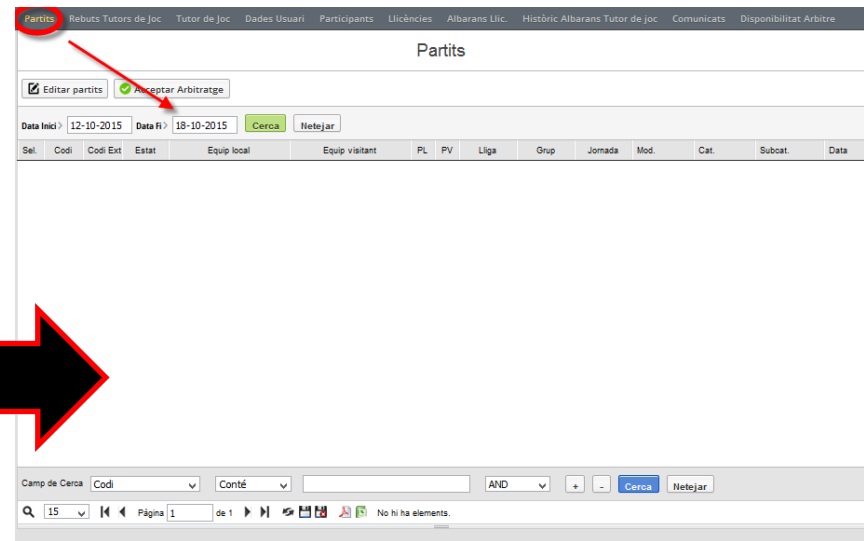 Partits Rebuts Tutors de Joc Tutor de Joc Dades Usuari Participants Llicències Albarans Llic. Històric Albarans Tutor de joc Comunicats Disponibilitat Arbitre
Partits
Editar partits Acceptar Arbitratge
Data Inici 12-10-2015 Data Fi 18-10-2015 Cerca Netejar
Sel. Codi Codi Ext Estat Equip local Equip visitant PL PV Lliga Grup Jornada Mod. Cat. Subcat. Data
Camp de Cerca Codi Conté AND + - Cerca Netejar
15 Página 1 de 1 No hi ha elements.